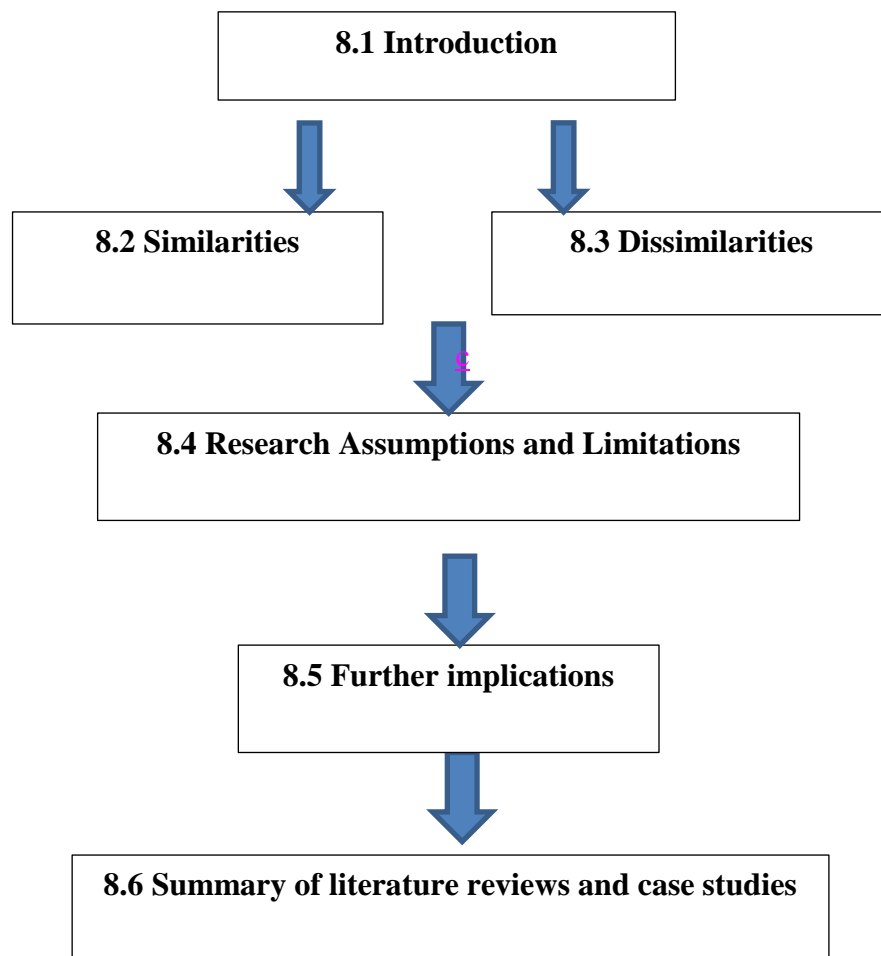 8.1 Introduction
8.2 Similarities
8.3 Dissimilarities
c
8.4 Research Assumptions and Limitations
8.5 Further implications
8.6 Summary of literature reviews and case studies